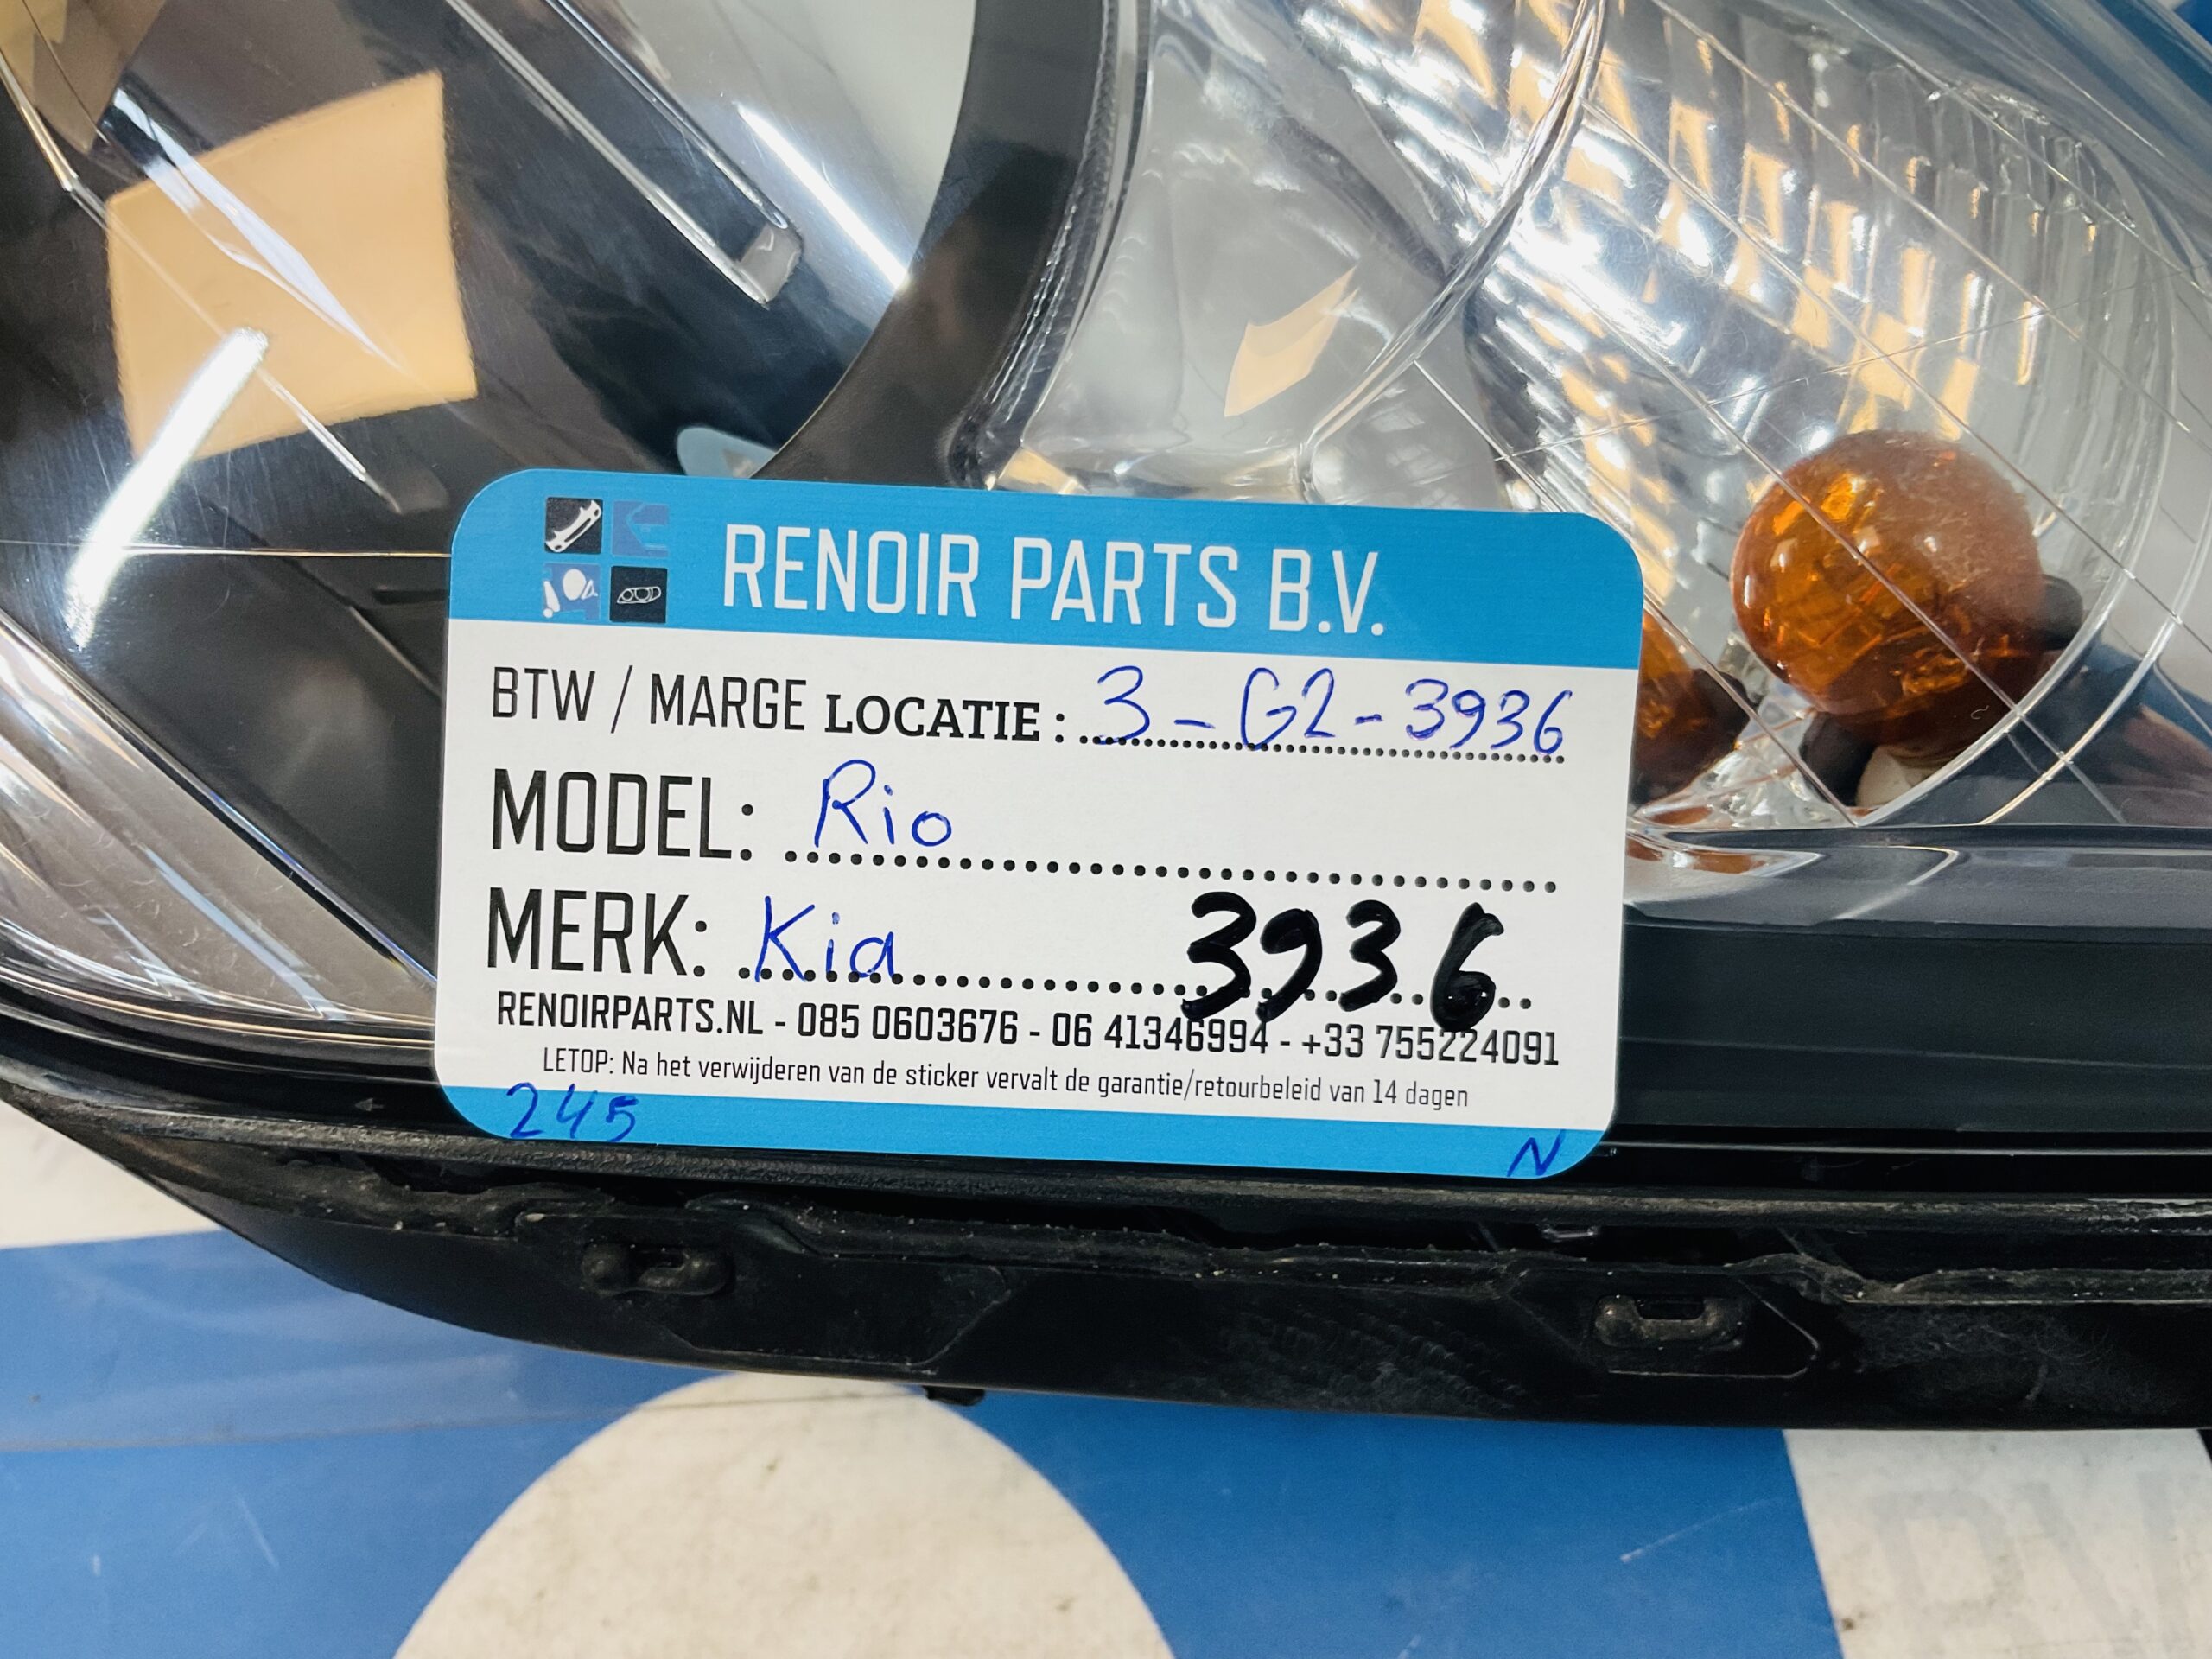 RENOIR PARTS B.V.
BTW / MARGE LOCATIE: 3-G2-3936
MODEL: Rio
MERK: Kia 3936
RENOIRPARTS.NL - 085 0603676 - 06 41346994 - +33 755224091
LETOP: Na het verwijderen van de sticker vervalt de garantie/retourbeleid van 14 dagen
245 N